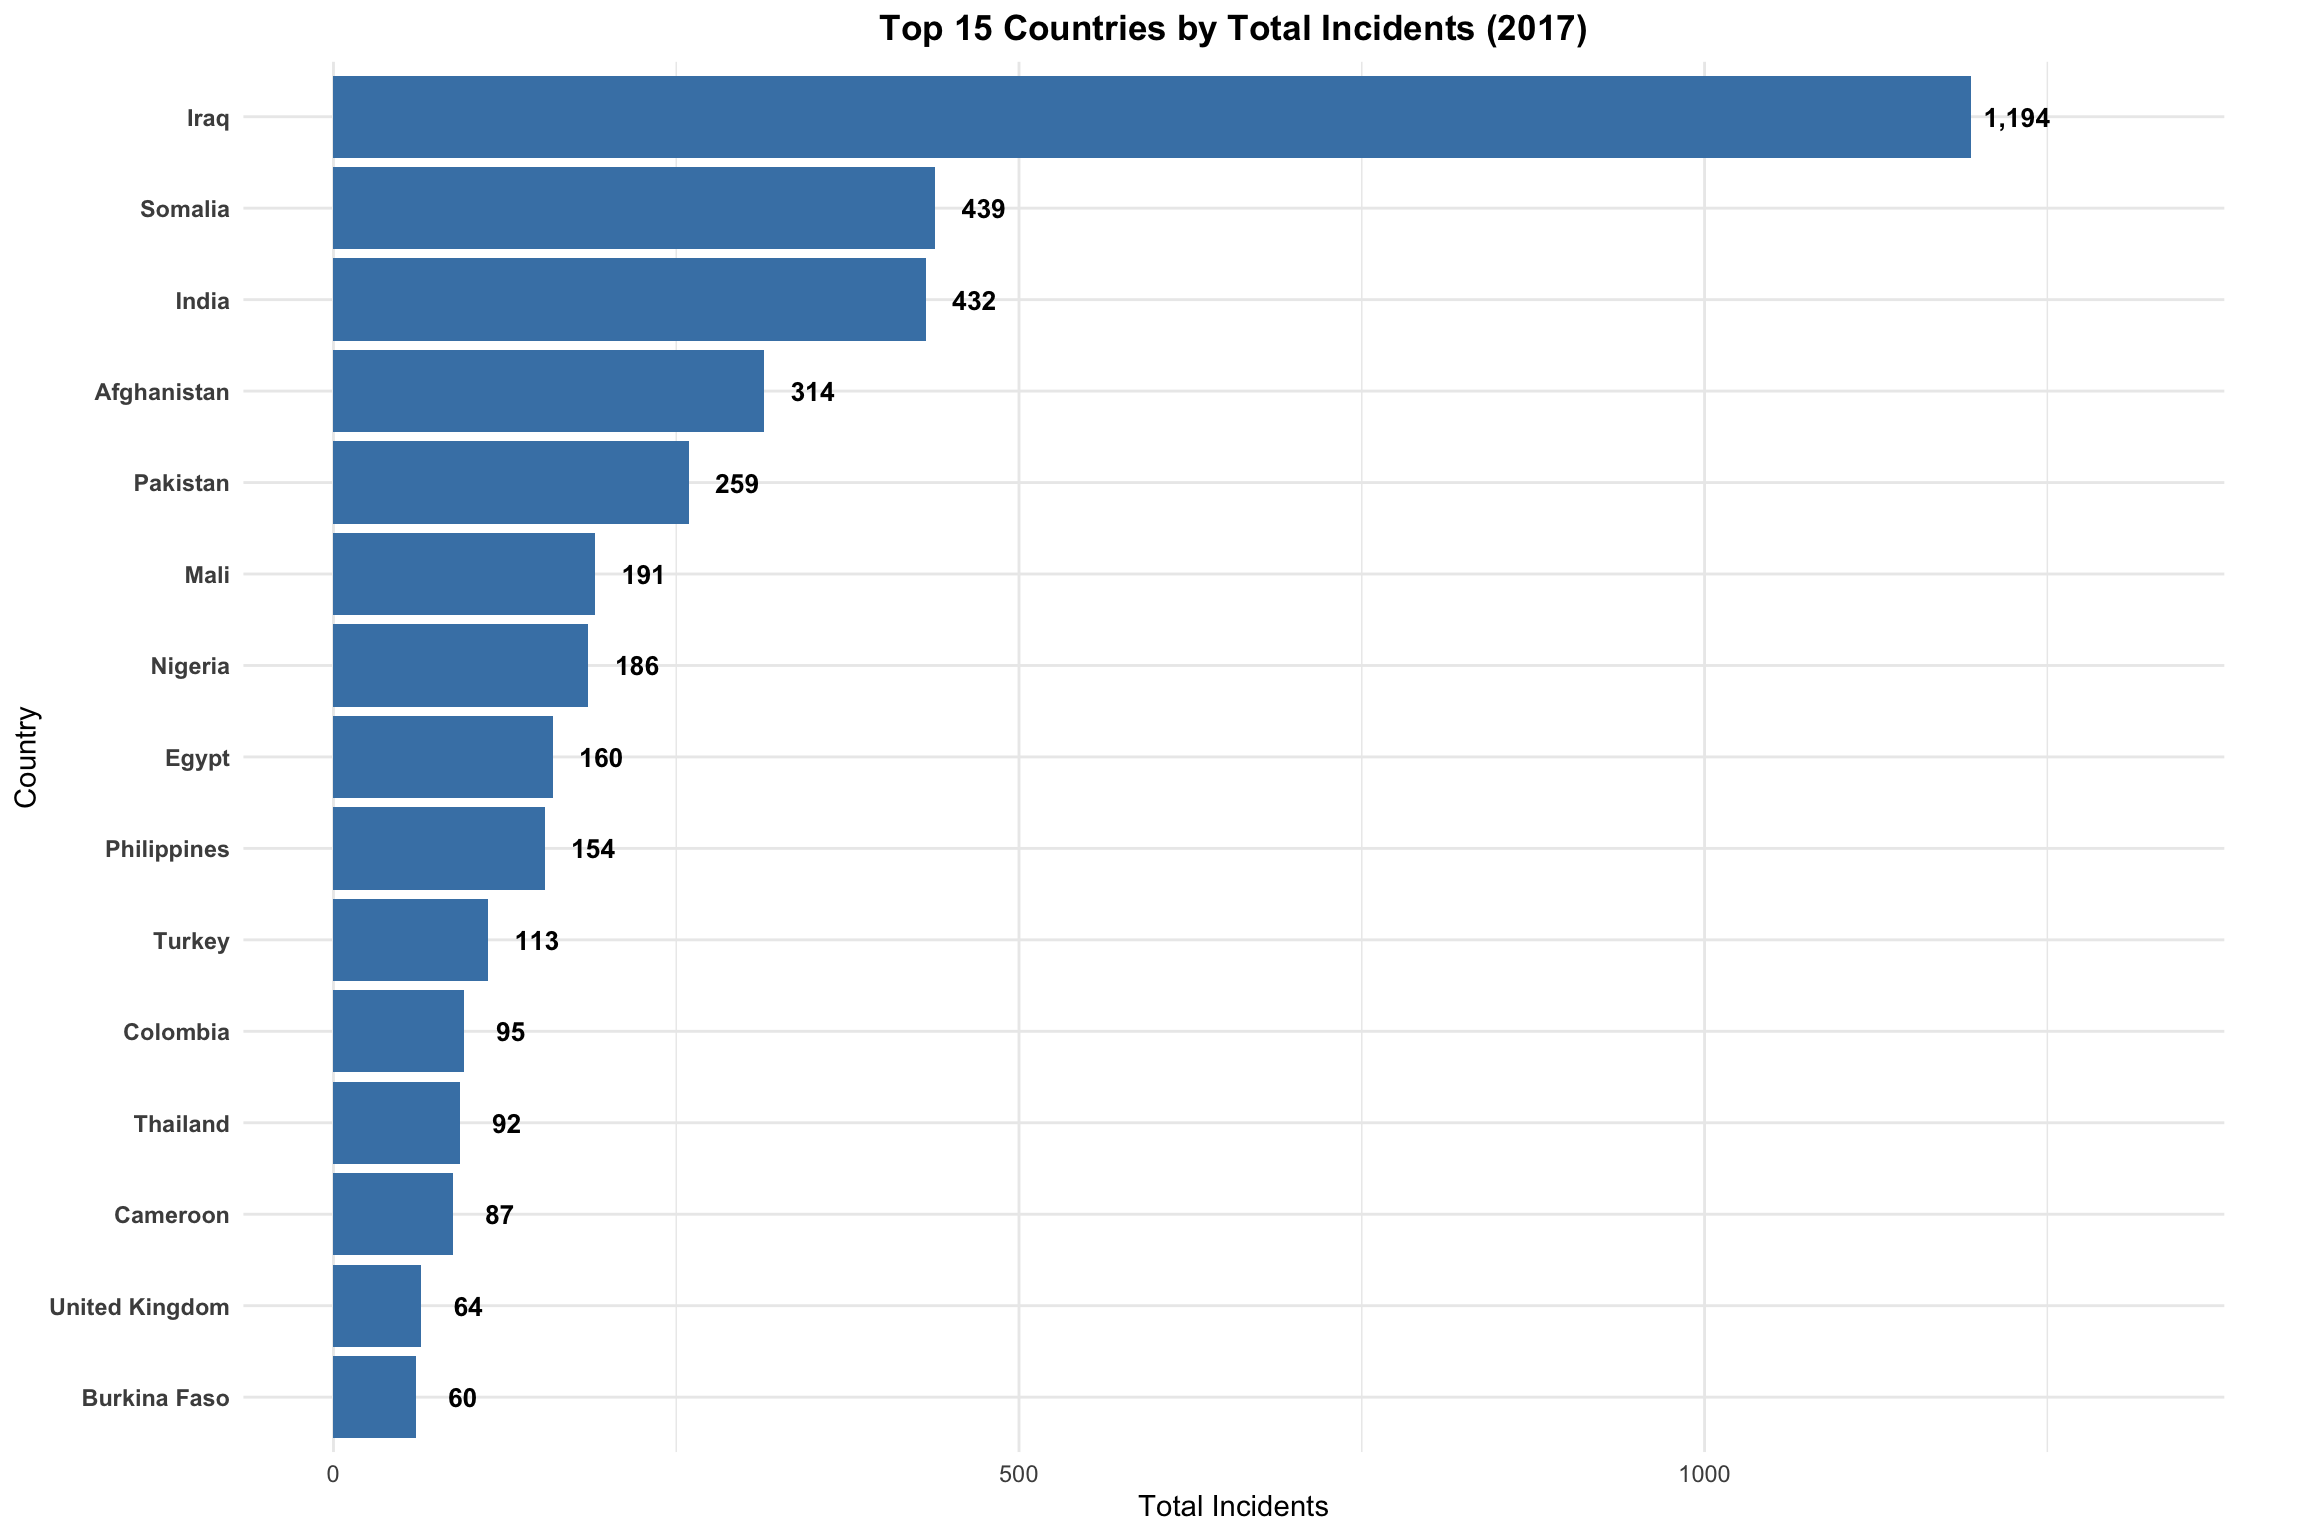 Top 15 Countries by Total Incidents (2017)
Iraq 1,194
Somalia 439
India 432
Afghanistan 314
Pakistan 259
Mali 191
Nigeria 186
Egypt 160
Philippines 154
Turkey 113
Colombia 95
Thailand 92
Cameroon 87
United Kingdom 64
Burkina Faso 60
Country
0 500 1000
Total Incidents